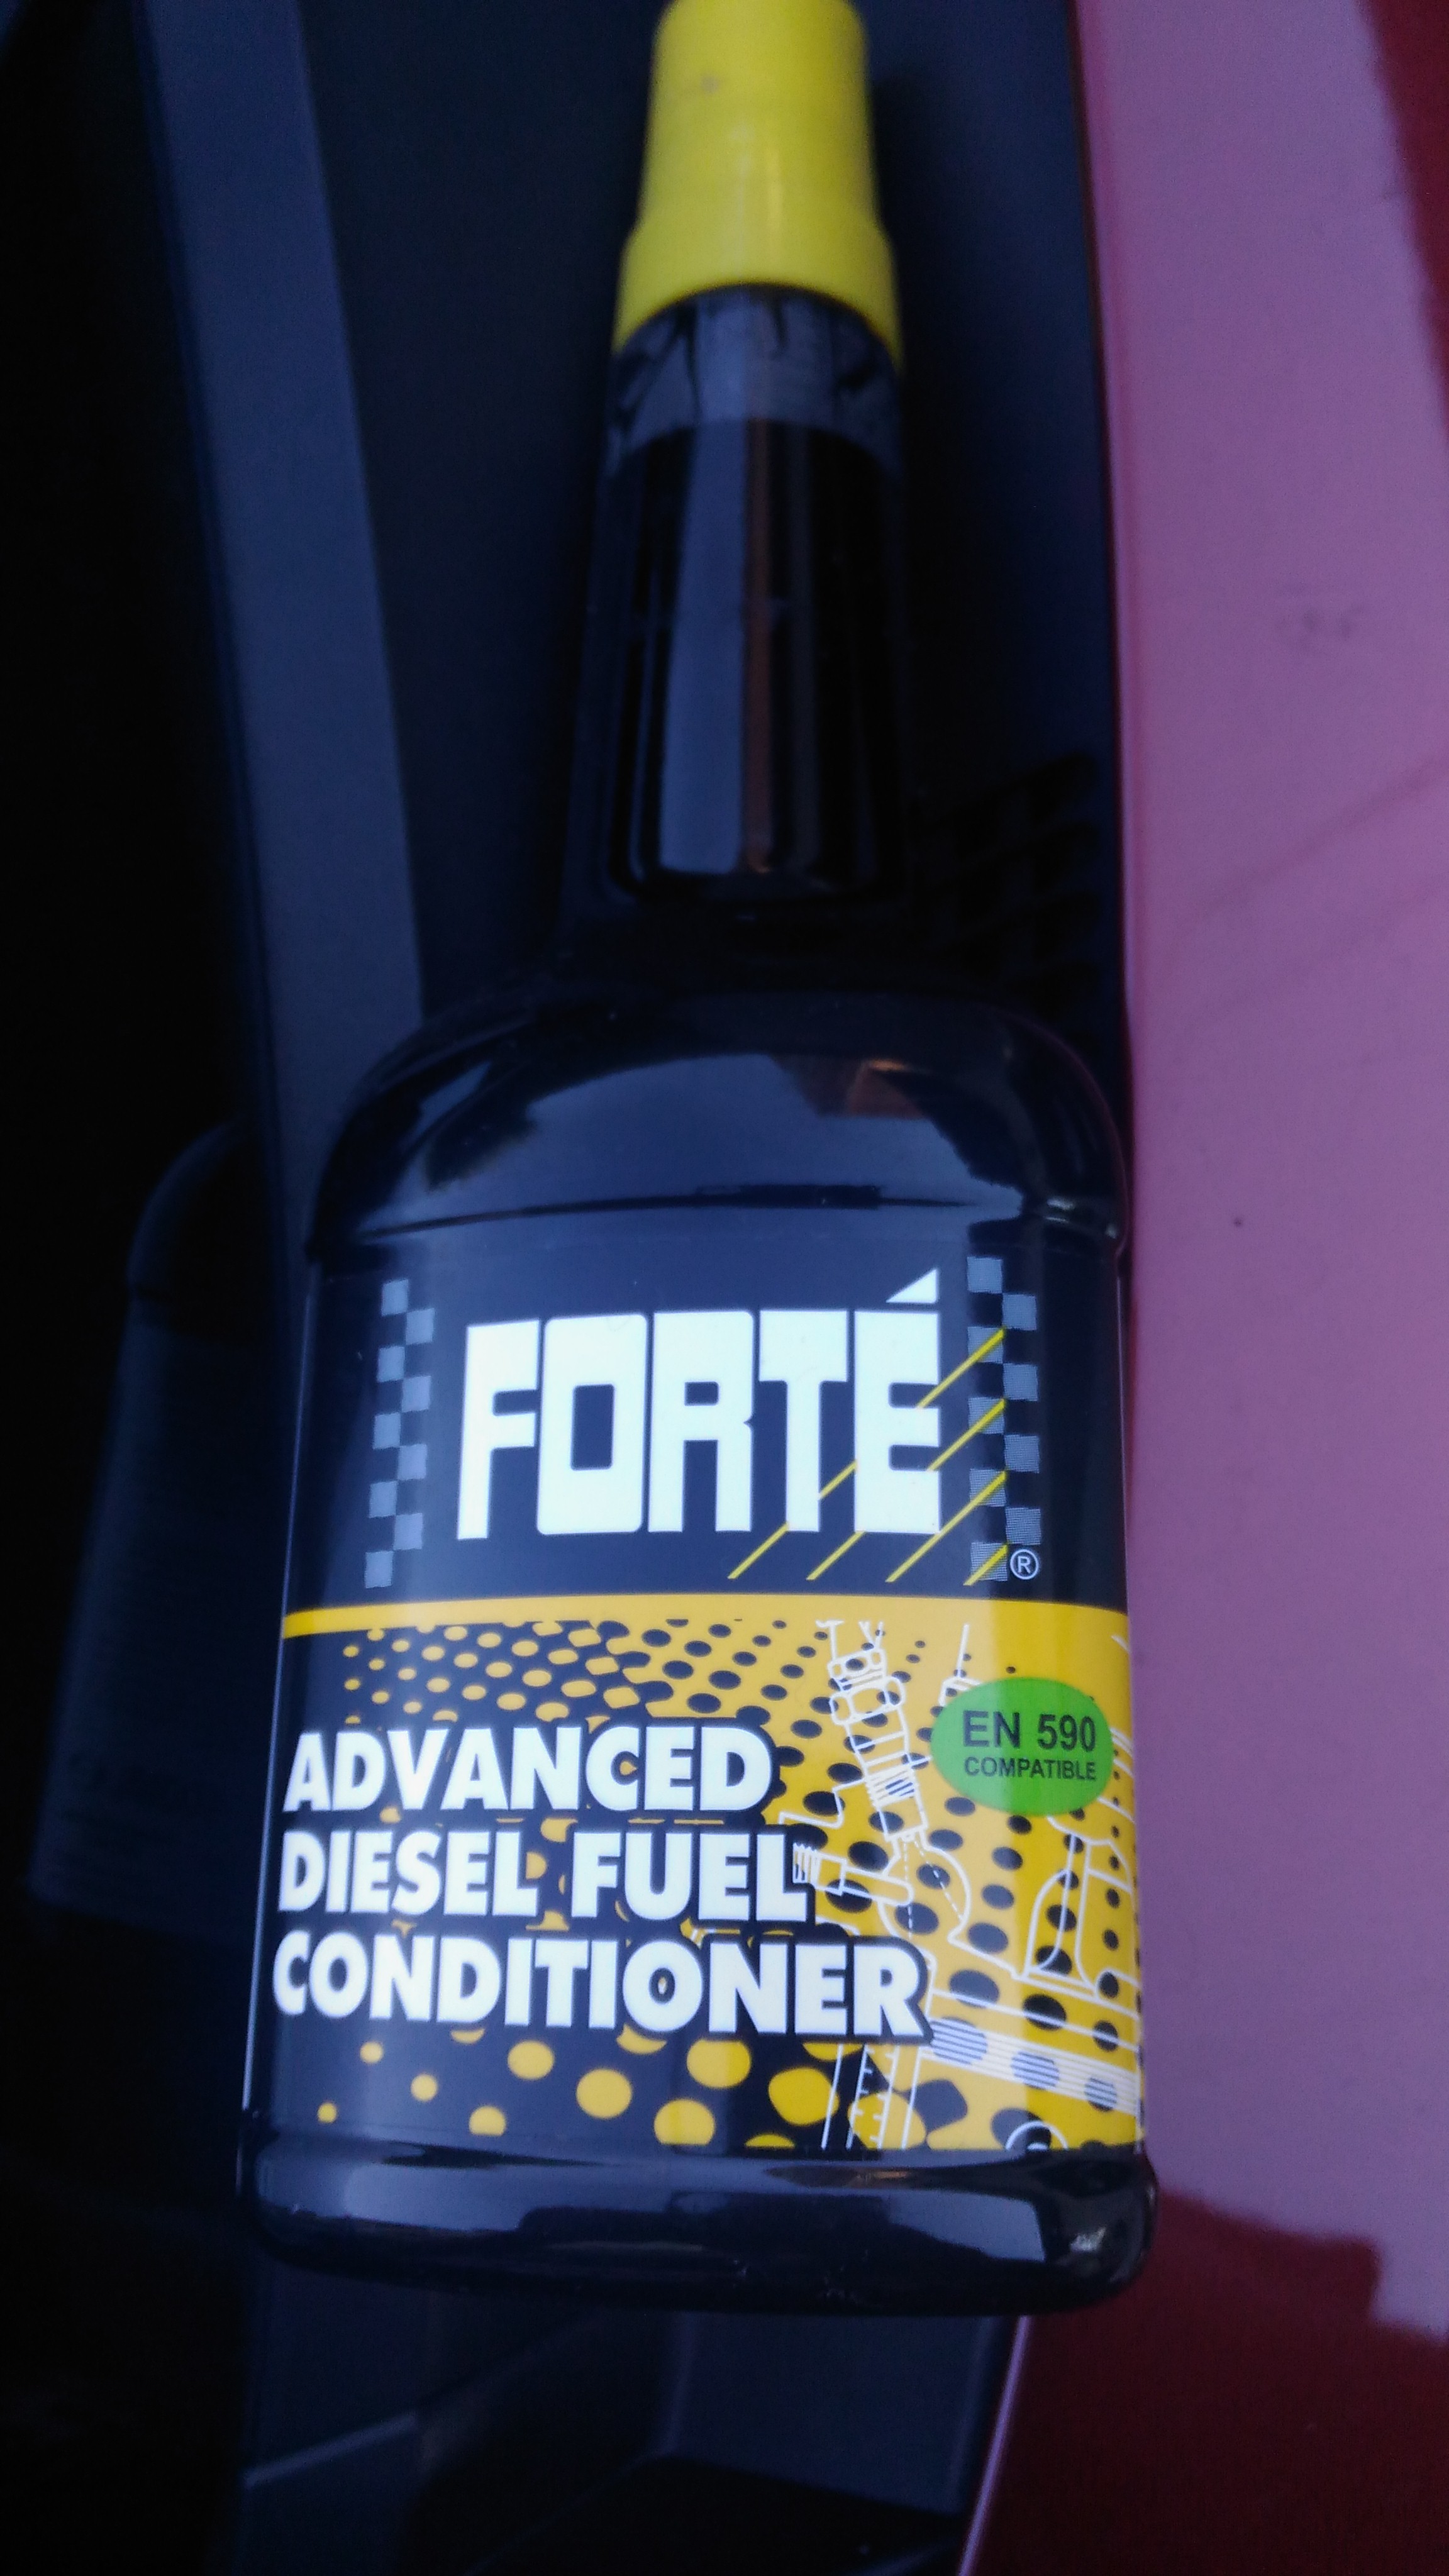 FORTÉ
®
EN 590
COMPATIBLE
ADVANCED
DIESEL FUEL
CONDITIONER